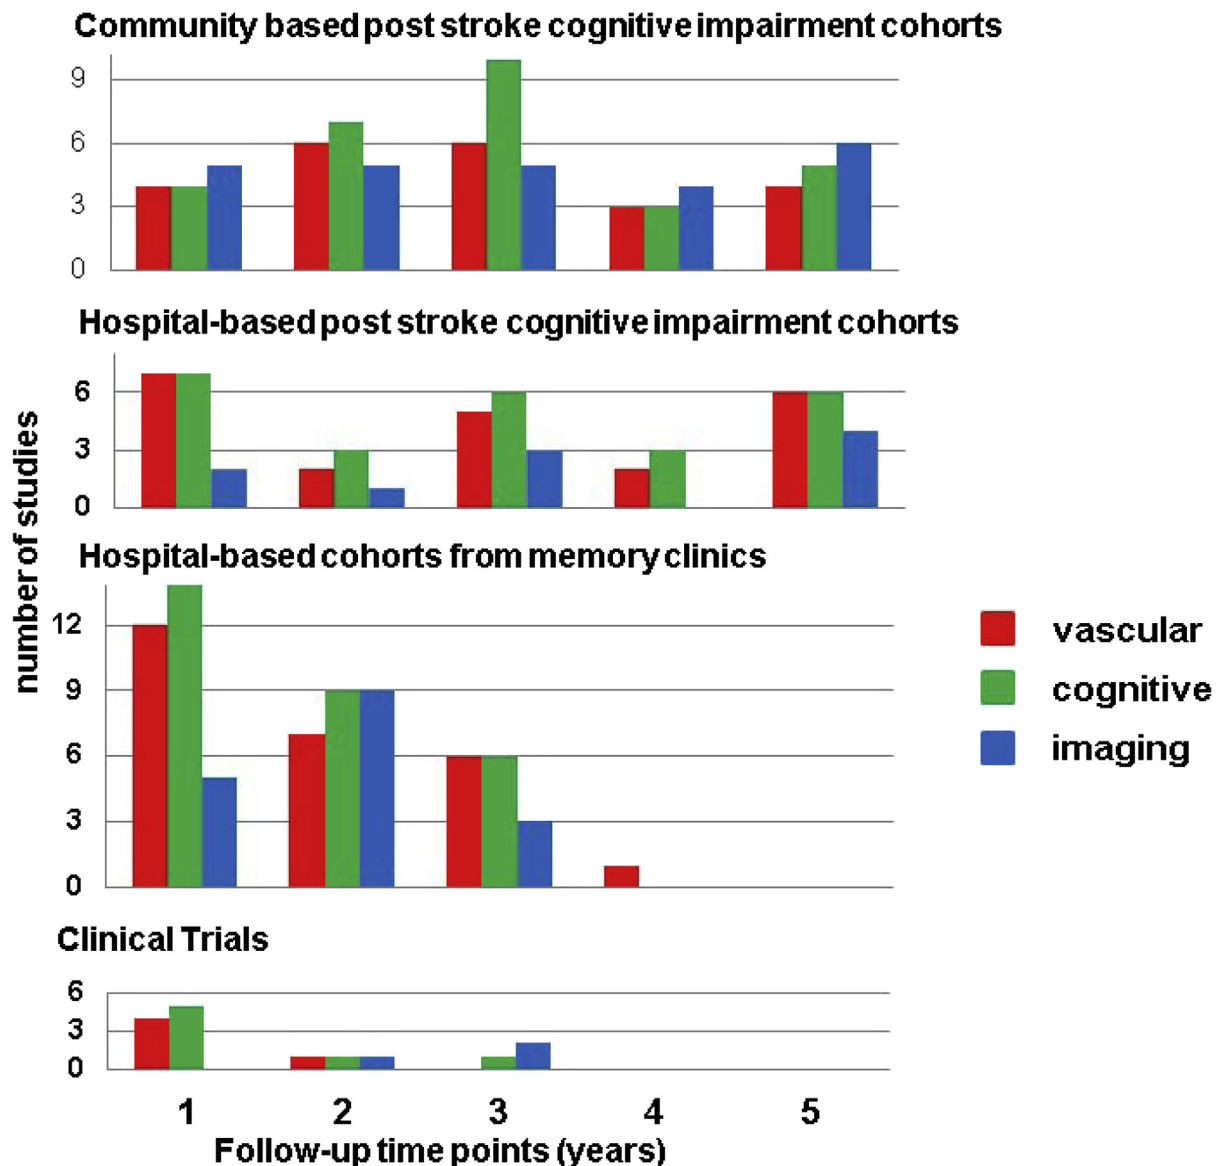 Community based post stroke cognitive impairment cohorts
9
6
3
0
Hospital-based post stroke cognitive impairment cohorts
6
3
0
number of studies
Hospital-based cohorts from memory clinics
12
9
6
3
0
vascular
cognitive
imaging
Clinical Trials
6
3
0
1 2 3 4 5
Follow-up time points (years)